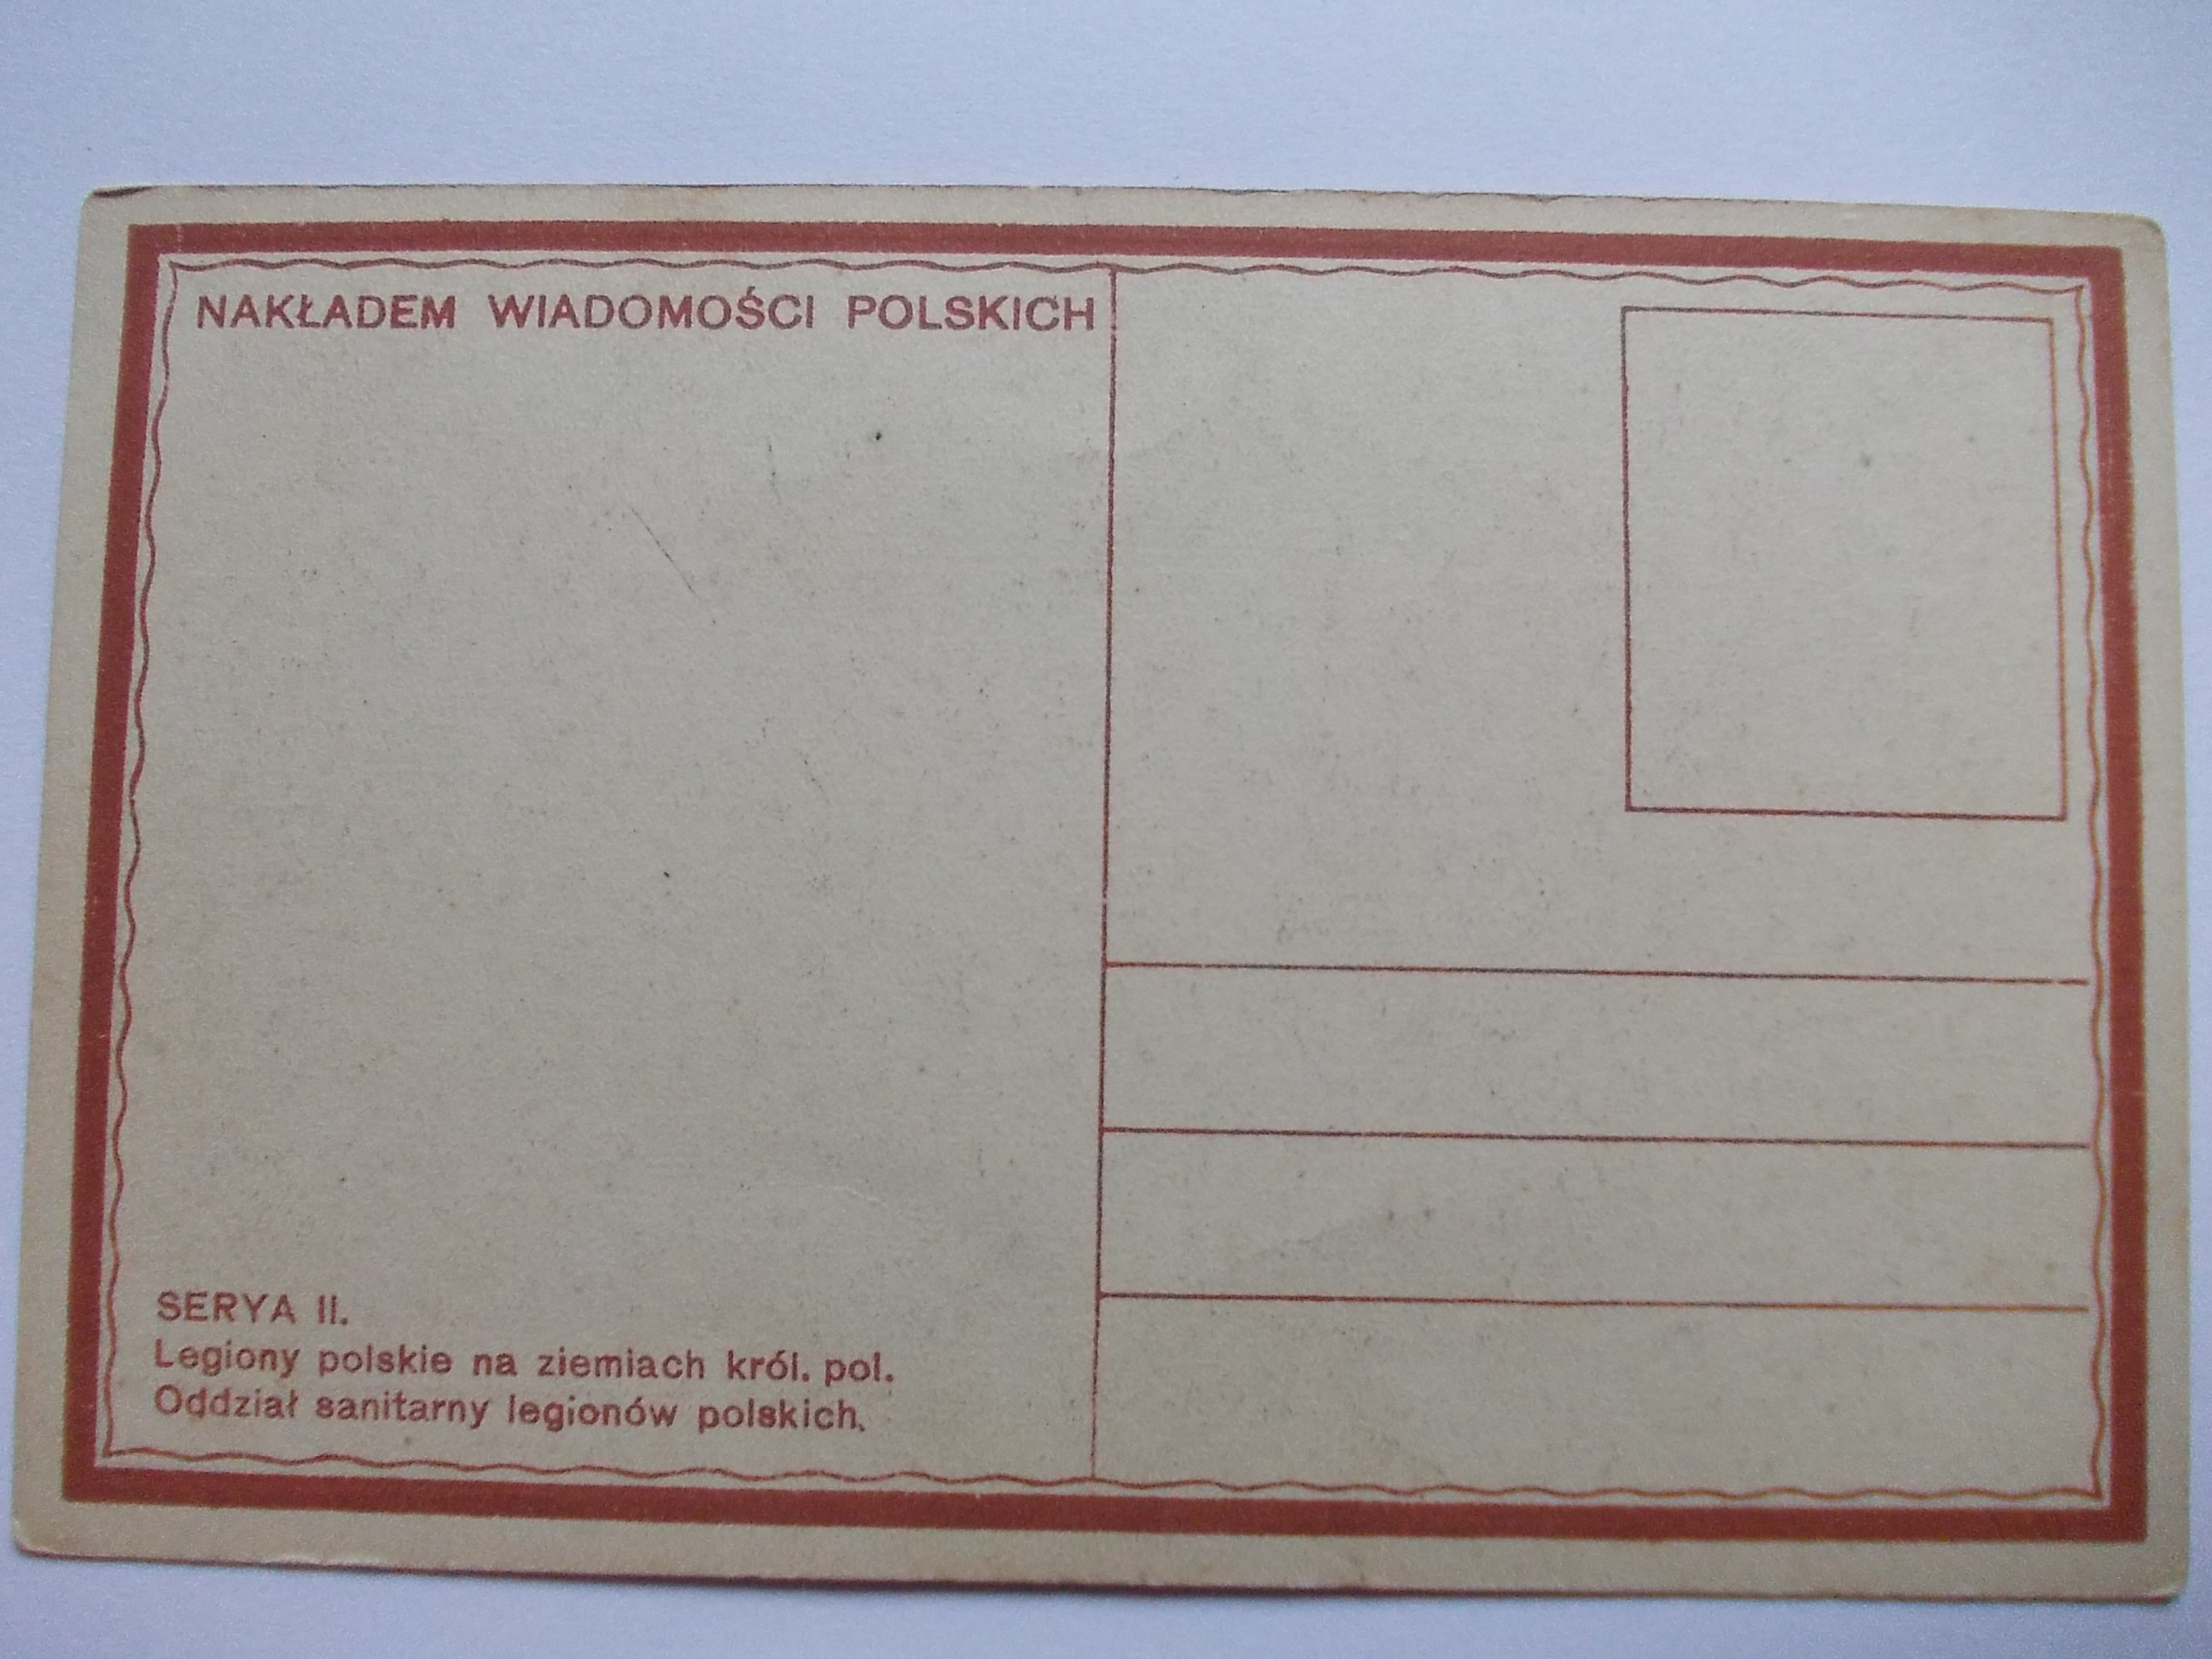 NAKŁADEM WIADOMOŚCI POLSKICH
SERYA II.
Legiony polskie na ziemiach król. pol.
Oddział sanitarny legionów polskich.